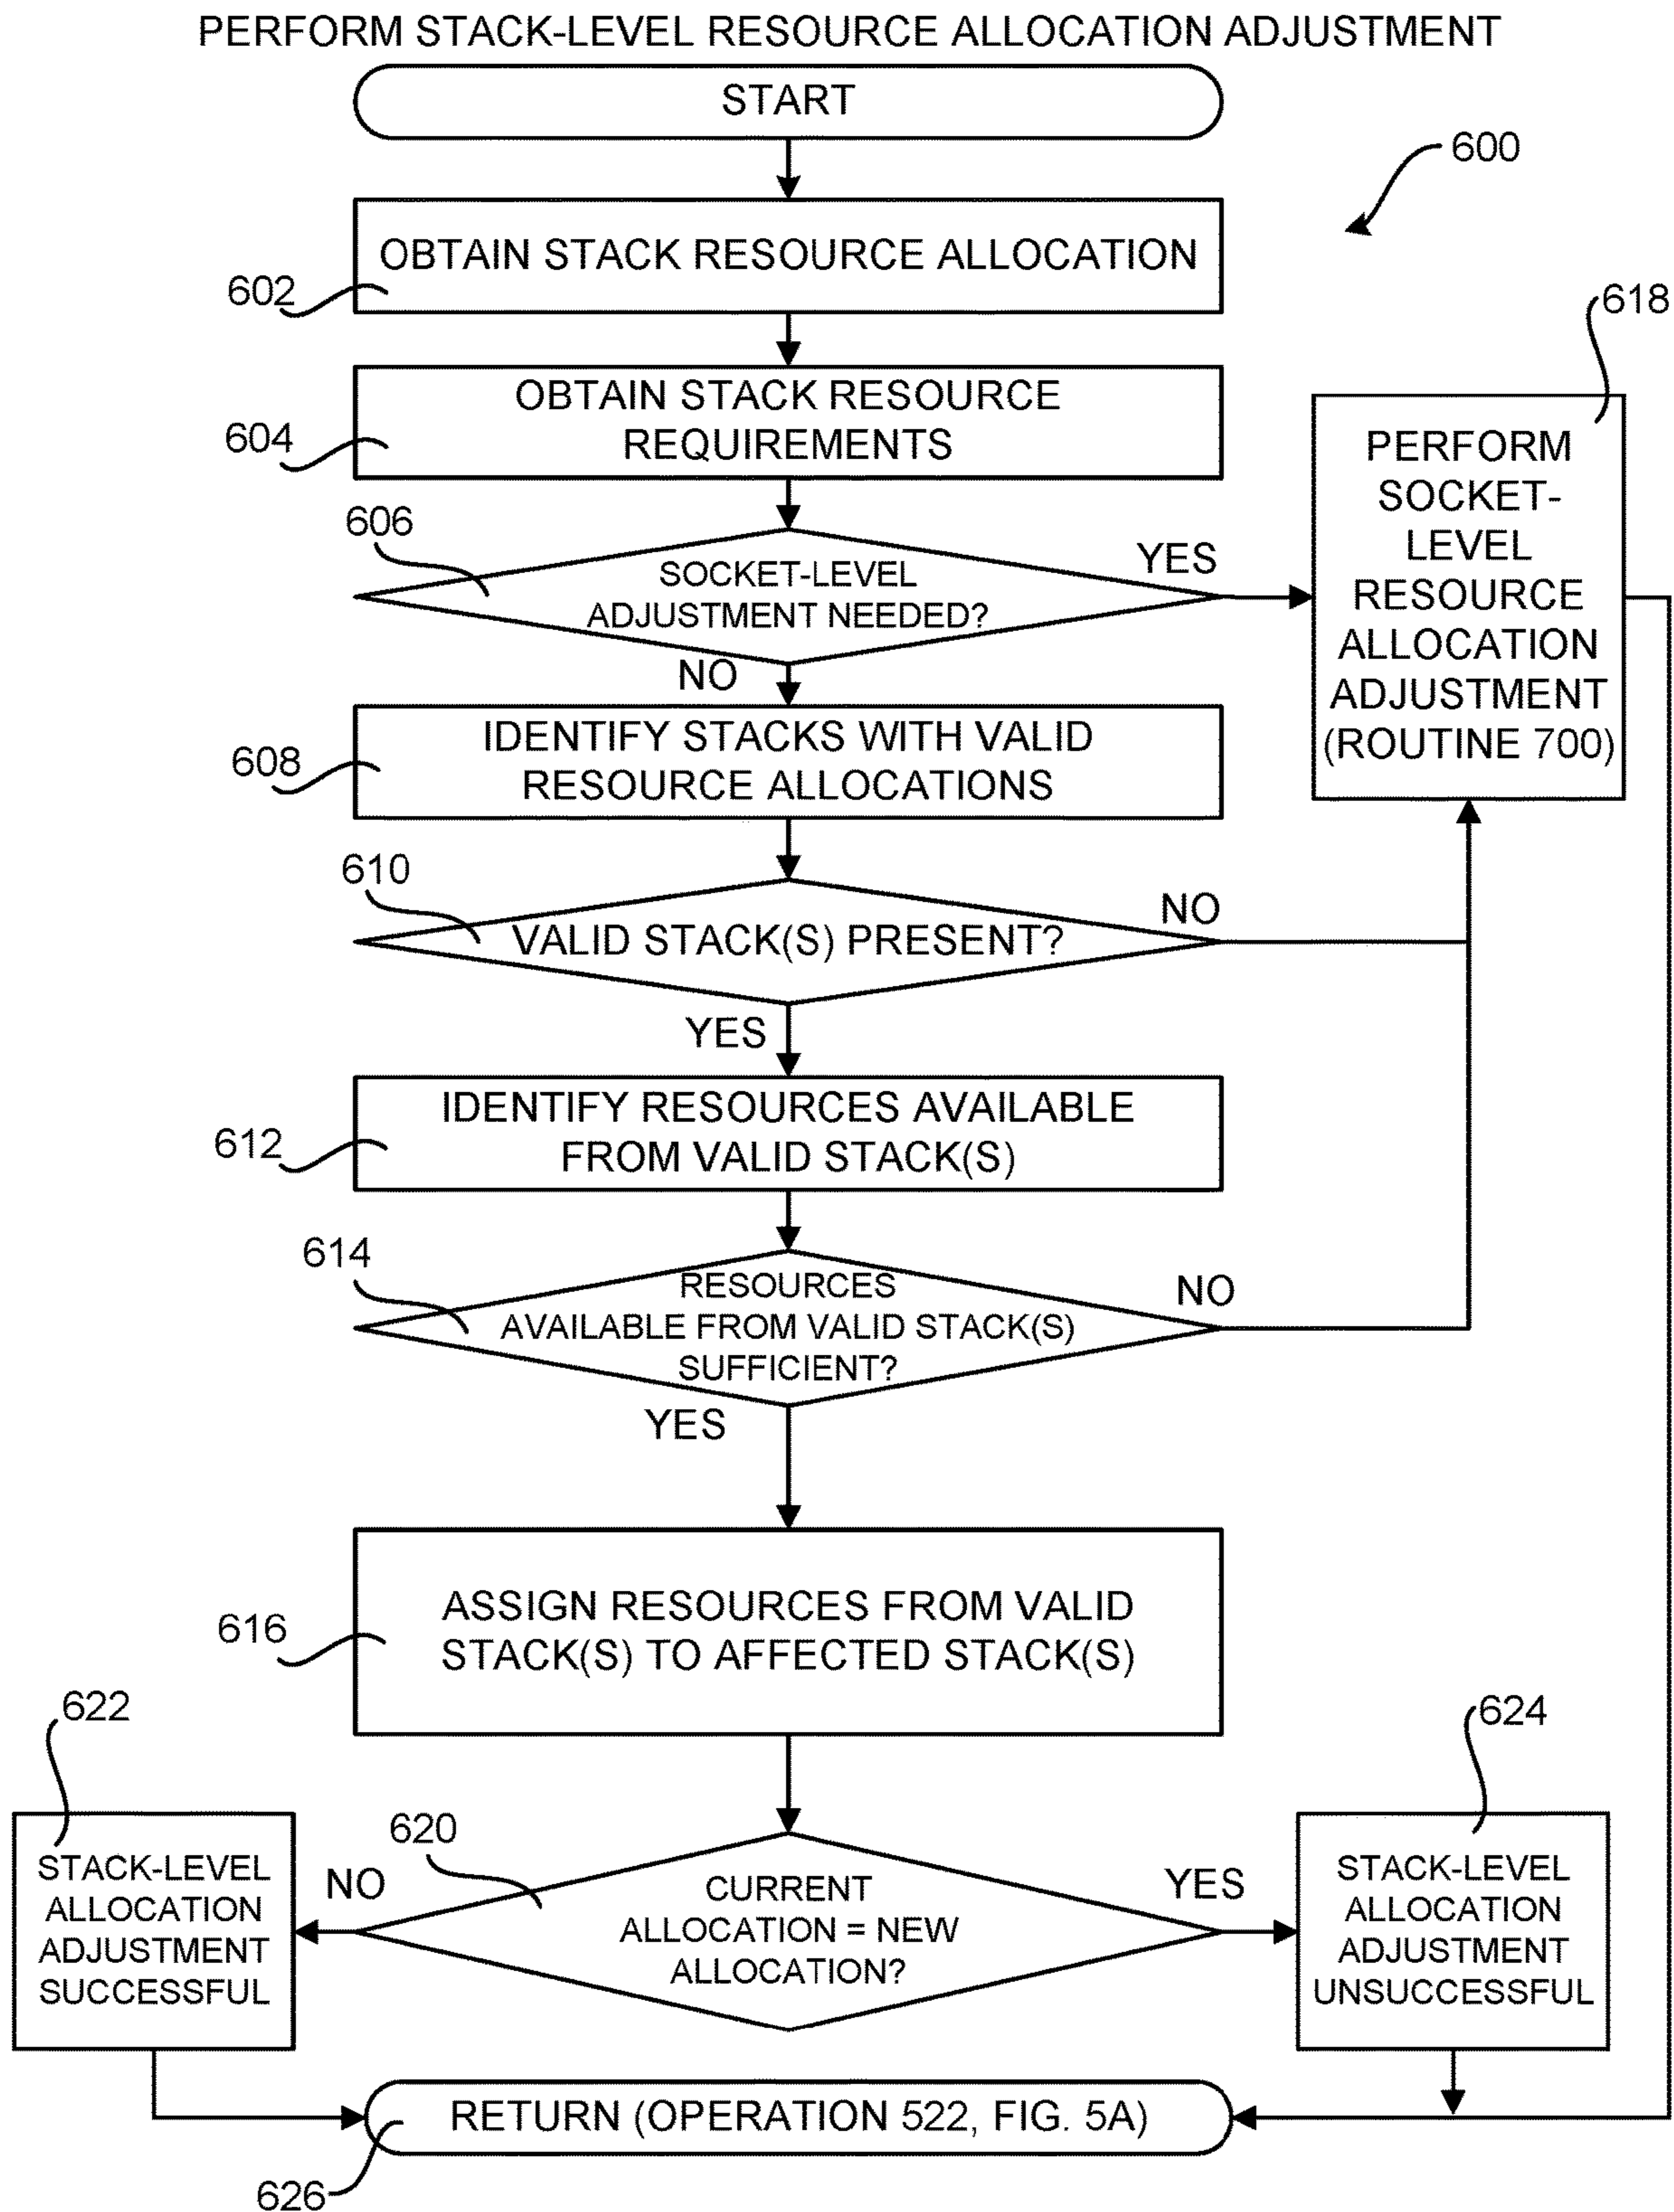 PERFORM STACK-LEVEL RESOURCE ALLOCATION ADJUSTMENT
START
600
OBTAIN STACK RESOURCE ALLOCATION
602
618
OBTAIN STACK RESOURCE
REQUIREMENTS
604
PERFORM
SOCKET-
LEVEL
RESOURCE
ALLOCATION
ADJUSTMENT
(ROUTINE 700)
606
SOCKET-LEVEL
ADJUSTMENT NEEDED?
YES
NO
IDENTIFY STACKS WITH VALID
RESOURCE ALLOCATIONS
608
610
VALID STACK(S) PRESENT?
NO
YES
IDENTIFY RESOURCES AVAILABLE
FROM VALID STACK(S)
612
614
RESOURCES
AVAILABLE FROM VALID STACK(S)
SUFFICIENT?
NO
YES
ASSIGN RESOURCES FROM VALID
STACK(S) TO AFFECTED STACK(S)
616
622
624
620
STACK-LEVEL
ALLOCATION
ADJUSTMENT
SUCCESSFUL
NO
CURRENT
ALLOCATION = NEW
ALLOCATION?
YES
STACK-LEVEL
ALLOCATION
ADJUSTMENT
UNSUCCESSFUL
RETURN (OPERATION 522, FIG. 5A)
626